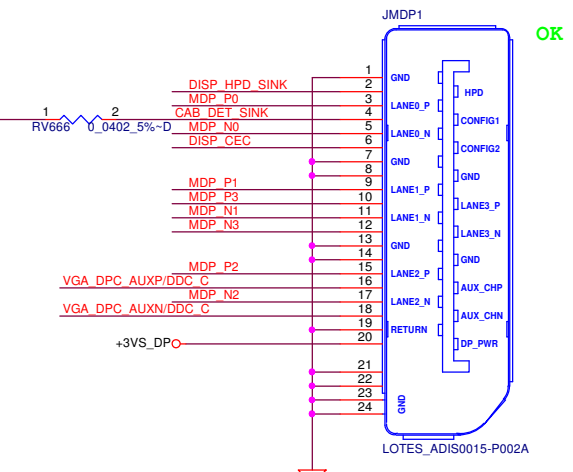 JMDP1
OK
1 GND
DISP_HPD_SINK 2 HPD
MDP_P0 3 LANE0_P
1 2 CAB_DET_SINK 4 CONFIG1
RV666 0_0402_5%~D MDP_N0 5 LANE0_N
DISP_CEC 6 CONFIG2
7 GND
8 GND
MDP_P1 9 LANE1_P
MDP_P3 10 LANE3_P
MDP_N1 11 LANE1_N
MDP_N3 12 LANE3_N
13 GND
14 GND
MDP_P2 15 LANE2_P
VGA_DPC_AUXP/DDC_C 16 AUX_CHP
MDP_N2 17 LANE2_N
VGA_DPC_AUXN/DDC_C 18 AUX_CHN
19 RETURN
+3VS_DP 20 DP_PWR
21
22
23
24 GND
LOTES_ADIS0015-P002A